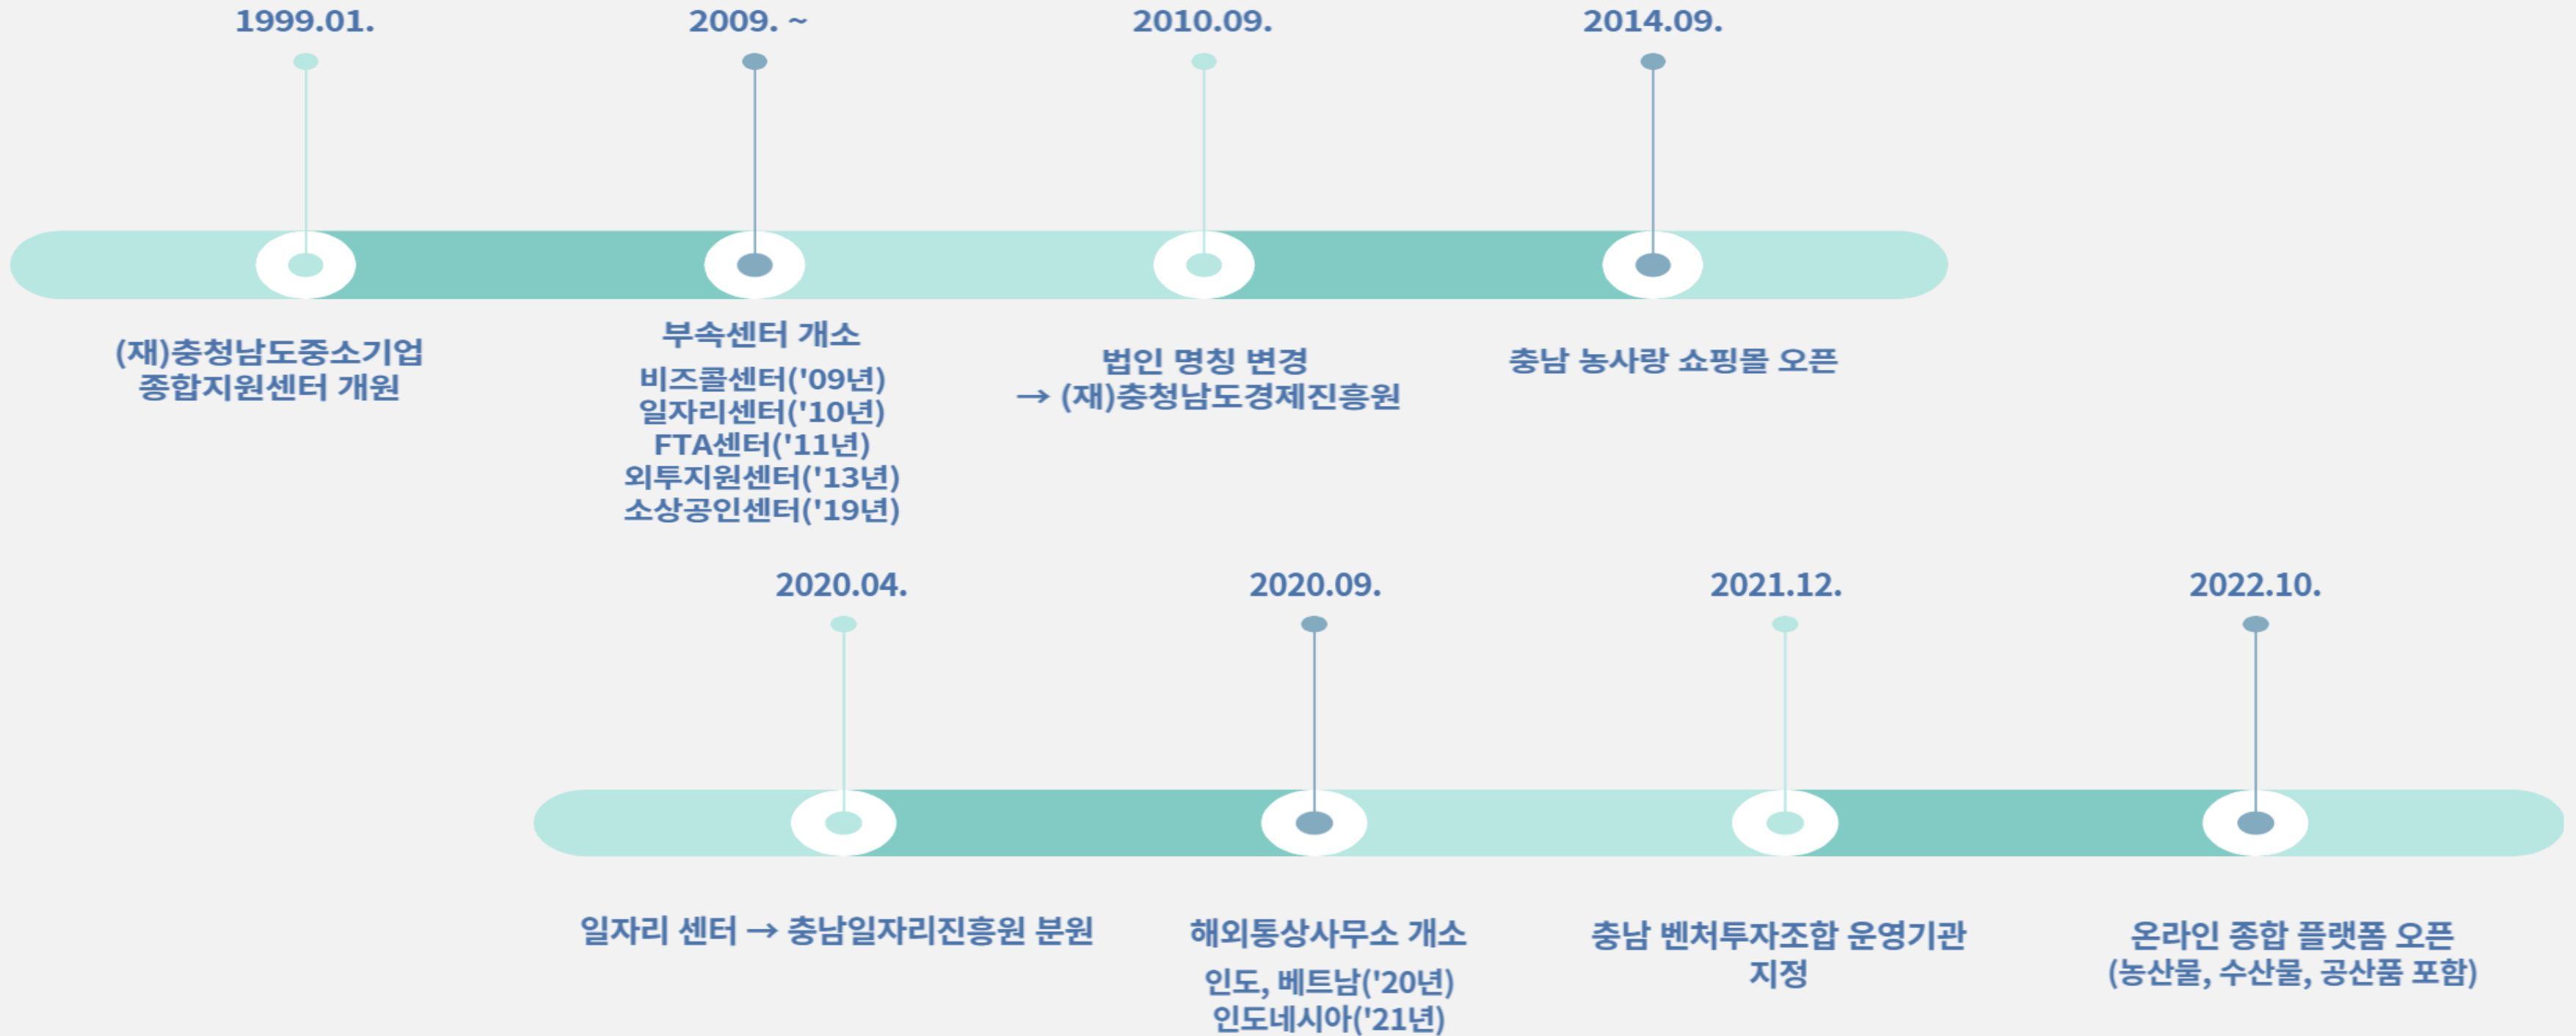 1999.01.
2009. ~
2010.09.
2014.09.
(재)충청남도중소기업
종합지원센터 개원
부속센터 개소
비즈콜센터('09년)
일자리센터('10년)
FTA센터('11년)
외투지원센터('13년)
소상공인센터('19년)
법인 명칭 변경
→ (재)충청남도경제진흥원
충남 농사랑 쇼핑몰 오픈
2020.04.
2020.09.
2021.12.
2022.10.
일자리 센터 → 충남일자리진흥원 분원
해외통상사무소 개소
인도, 베트남('20년)
인도네시아('21년)
충남 벤처투자조합 운영기관
지정
온라인 종합 플랫폼 오픈
(농산물, 수산물, 공산품 포함)